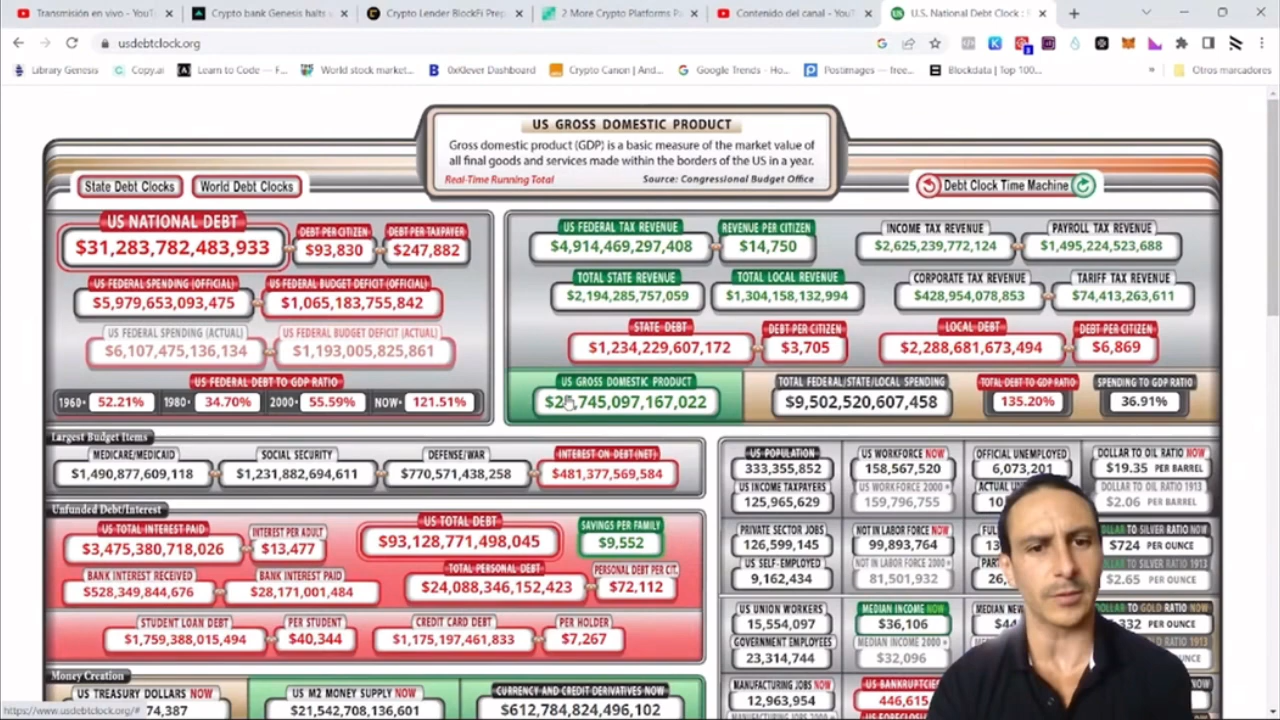 Transmisión en vivo - YouT
Crypto bank Genesis halts
Crypto Lender BlockFi Prep
2 More Crypto Platforms P
Contenido del canal - YouT
U.S. National Debt Clock :
usdebtclock.org
Library Genesis
Copy.ai
Learn to Code — F...
World stock market...
0xKlever Dashboard
Crypto Canon | And...
Google Trends - Ho...
Postimages — free...
Blockdata | Top 100...
Otros marcadores
US GROSS DOMESTIC PRODUCT
Gross domestic product (GDP) is a basic measure of the market value of
all final goods and services made within the borders of the US in a year.
Real-Time Running Total
Source: Congressional Budget Office
State Debt Clocks
World Debt Clocks
Debt Clock Time Machine
US NATIONAL DEBT
$31,283,782,483,933
DEBT PER CITIZEN
$93,830
DEBT PER TAXPAYER
$247,882
US FEDERAL SPENDING (OFFICIAL)
$5,979,653,093,475
US FEDERAL BUDGET DEFICIT (OFFICIAL)
$1,065,183,755,842
US FEDERAL SPENDING (ACTUAL)
$6,107,475,136,134
US FEDERAL BUDGET DEFICIT (ACTUAL)
$1,193,005,825,861
US FEDERAL DEBT TO GDP RATIO
1960• 52.21% 1980• 34.70% 2000• 55.59% NOW• 121.51%
US FEDERAL TAX REVENUE
$4,914,469,297,408
REVENUE PER CITIZEN
$14,750
INCOME TAX REVENUE
$2,625,239,772,124
PAYROLL TAX REVENUE
$1,495,224,523,688
TOTAL STATE REVENUE
$2,194,285,757,059
TOTAL LOCAL REVENUE
$1,304,158,132,994
CORPORATE TAX REVENUE
$428,954,078,853
TARIFF TAX REVENUE
$74,413,263,611
STATE DEBT
$1,234,229,607,172
DEBT PER CITIZEN
$3,705
LOCAL DEBT
$2,288,681,673,494
DEBT PER CITIZEN
$6,869
US GROSS DOMESTIC PRODUCT
TOTAL FEDERAL/STATE/LOCAL SPENDING
$9,502,520,607,458
TOTAL DEBT TO GDP RATIO
135.20%
SPENDING TO GDP RATIO
36.91%
Largest Budget Items
MEDICARE/MEDICAID
$1,490,877,609,118
SOCIAL SECURITY
$1,231,882,694,611
DEFENSE/WAR
$770,571,438,258
INTEREST ON DEBT (NET)
$481,377,569,584
Unfunded Debt/Interest
US TOTAL INTEREST PAID
$3,475,380,718,026
INTEREST PER ADULT
$13,477
US TOTAL DEBT
$93,128,771,498,045
SAVINGS PER FAMILY
$9,552
BANK INTEREST RECEIVED
$528,349,844,676
BANK INTEREST PAID
$28,171,001,484
TOTAL PERSONAL DEBT
$24,088,346,152,423
PERSONAL DEBT PER CIT.
$72,112
STUDENT LOAN DEBT
$1,759,388,015,494
PER STUDENT
$40,344
CREDIT CARD DEBT
$1,175,197,461,833
PER HOLDER
$7,267
Money Creation
US TREASURY DOLLARS NOW
74,387
US M2 MONEY SUPPLY NOW
$21,542,708,136,601
CURRENCY AND CREDIT DERIVATIVES NOW
$612,784,824,496,102
US POPULATION
333,355,852
US INCOME TAXPAYERS
125,965,629
US WORKFORCE NOW
158,567,520
US WORKFORCE 2000
159,796,755
OFFICIAL UNEMPLOYED
6,073,201
DOLLAR TO OIL RATIO NOW
$19.35 PER BARREL
DOLLAR TO OIL RATIO 1913
$2.06 PER BARREL
PRIVATE SECTOR JOBS
126,599,145
US SELF-EMPLOYED
9,162,434
NOT IN LABOR FORCE NOW
99,893,764
NOT IN LABOR FORCE 2000
81,501,932
TO SILVER RATIO NOW
$724 PER OUNCE
TO SILVER RATIO 1913
$2.65 PER OUNCE
US UNION WORKERS
15,554,097
GOVERNMENT EMPLOYEES
23,314,744
MEDIAN INCOME NOW
$36,106
MEDIAN INCOME 2000
$32,096
MEDIAN NEW
TO GOLD RATIO NOW
PER OUNCE
MANUFACTURING JOBS NOW
12,963,954
US BANKRUPTCIES
446,615
https://www.usdebtclock.org/#